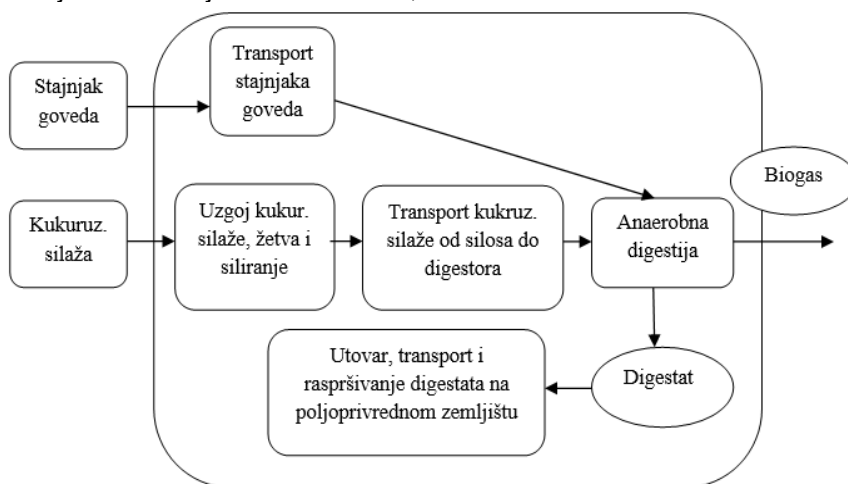 Transport
stajnjaka
goveda
Stajnjak
goveda
Biogas
Kukuruz.
silaža
Uzgoj kukur.
silaže, žetva i
siliranje
Transport kukruz.
silaže od silosa do
digestora
Anaerobna
digestija
Utovar, transport i
raspršivanje digestata na
poljoprivrednom zemljištu
Digestat